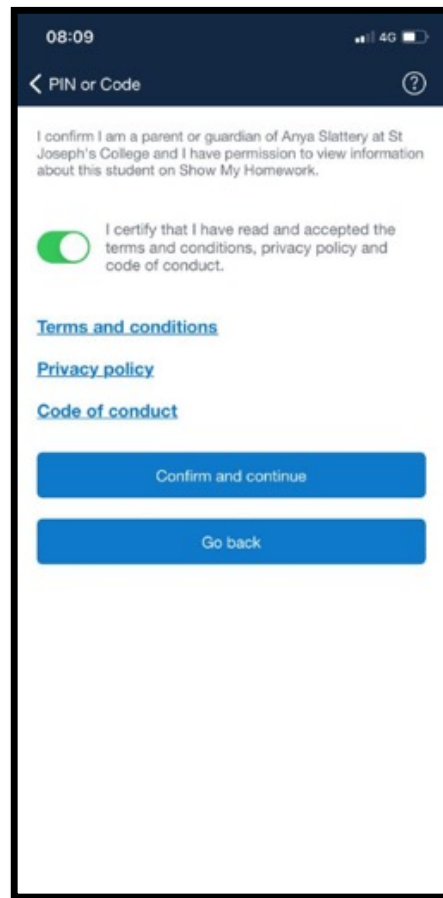 08:09
4G
PIN or Code
?
I confirm I am a parent or guardian of Anya Slattery at St
Joseph's College and I have permission to view information
about this student on Show My Homework.
I certify that I have read and accepted the
terms and conditions, privacy policy and
code of conduct.
Terms and conditions
Privacy policy
Code of conduct
Confirm and continue
Go back